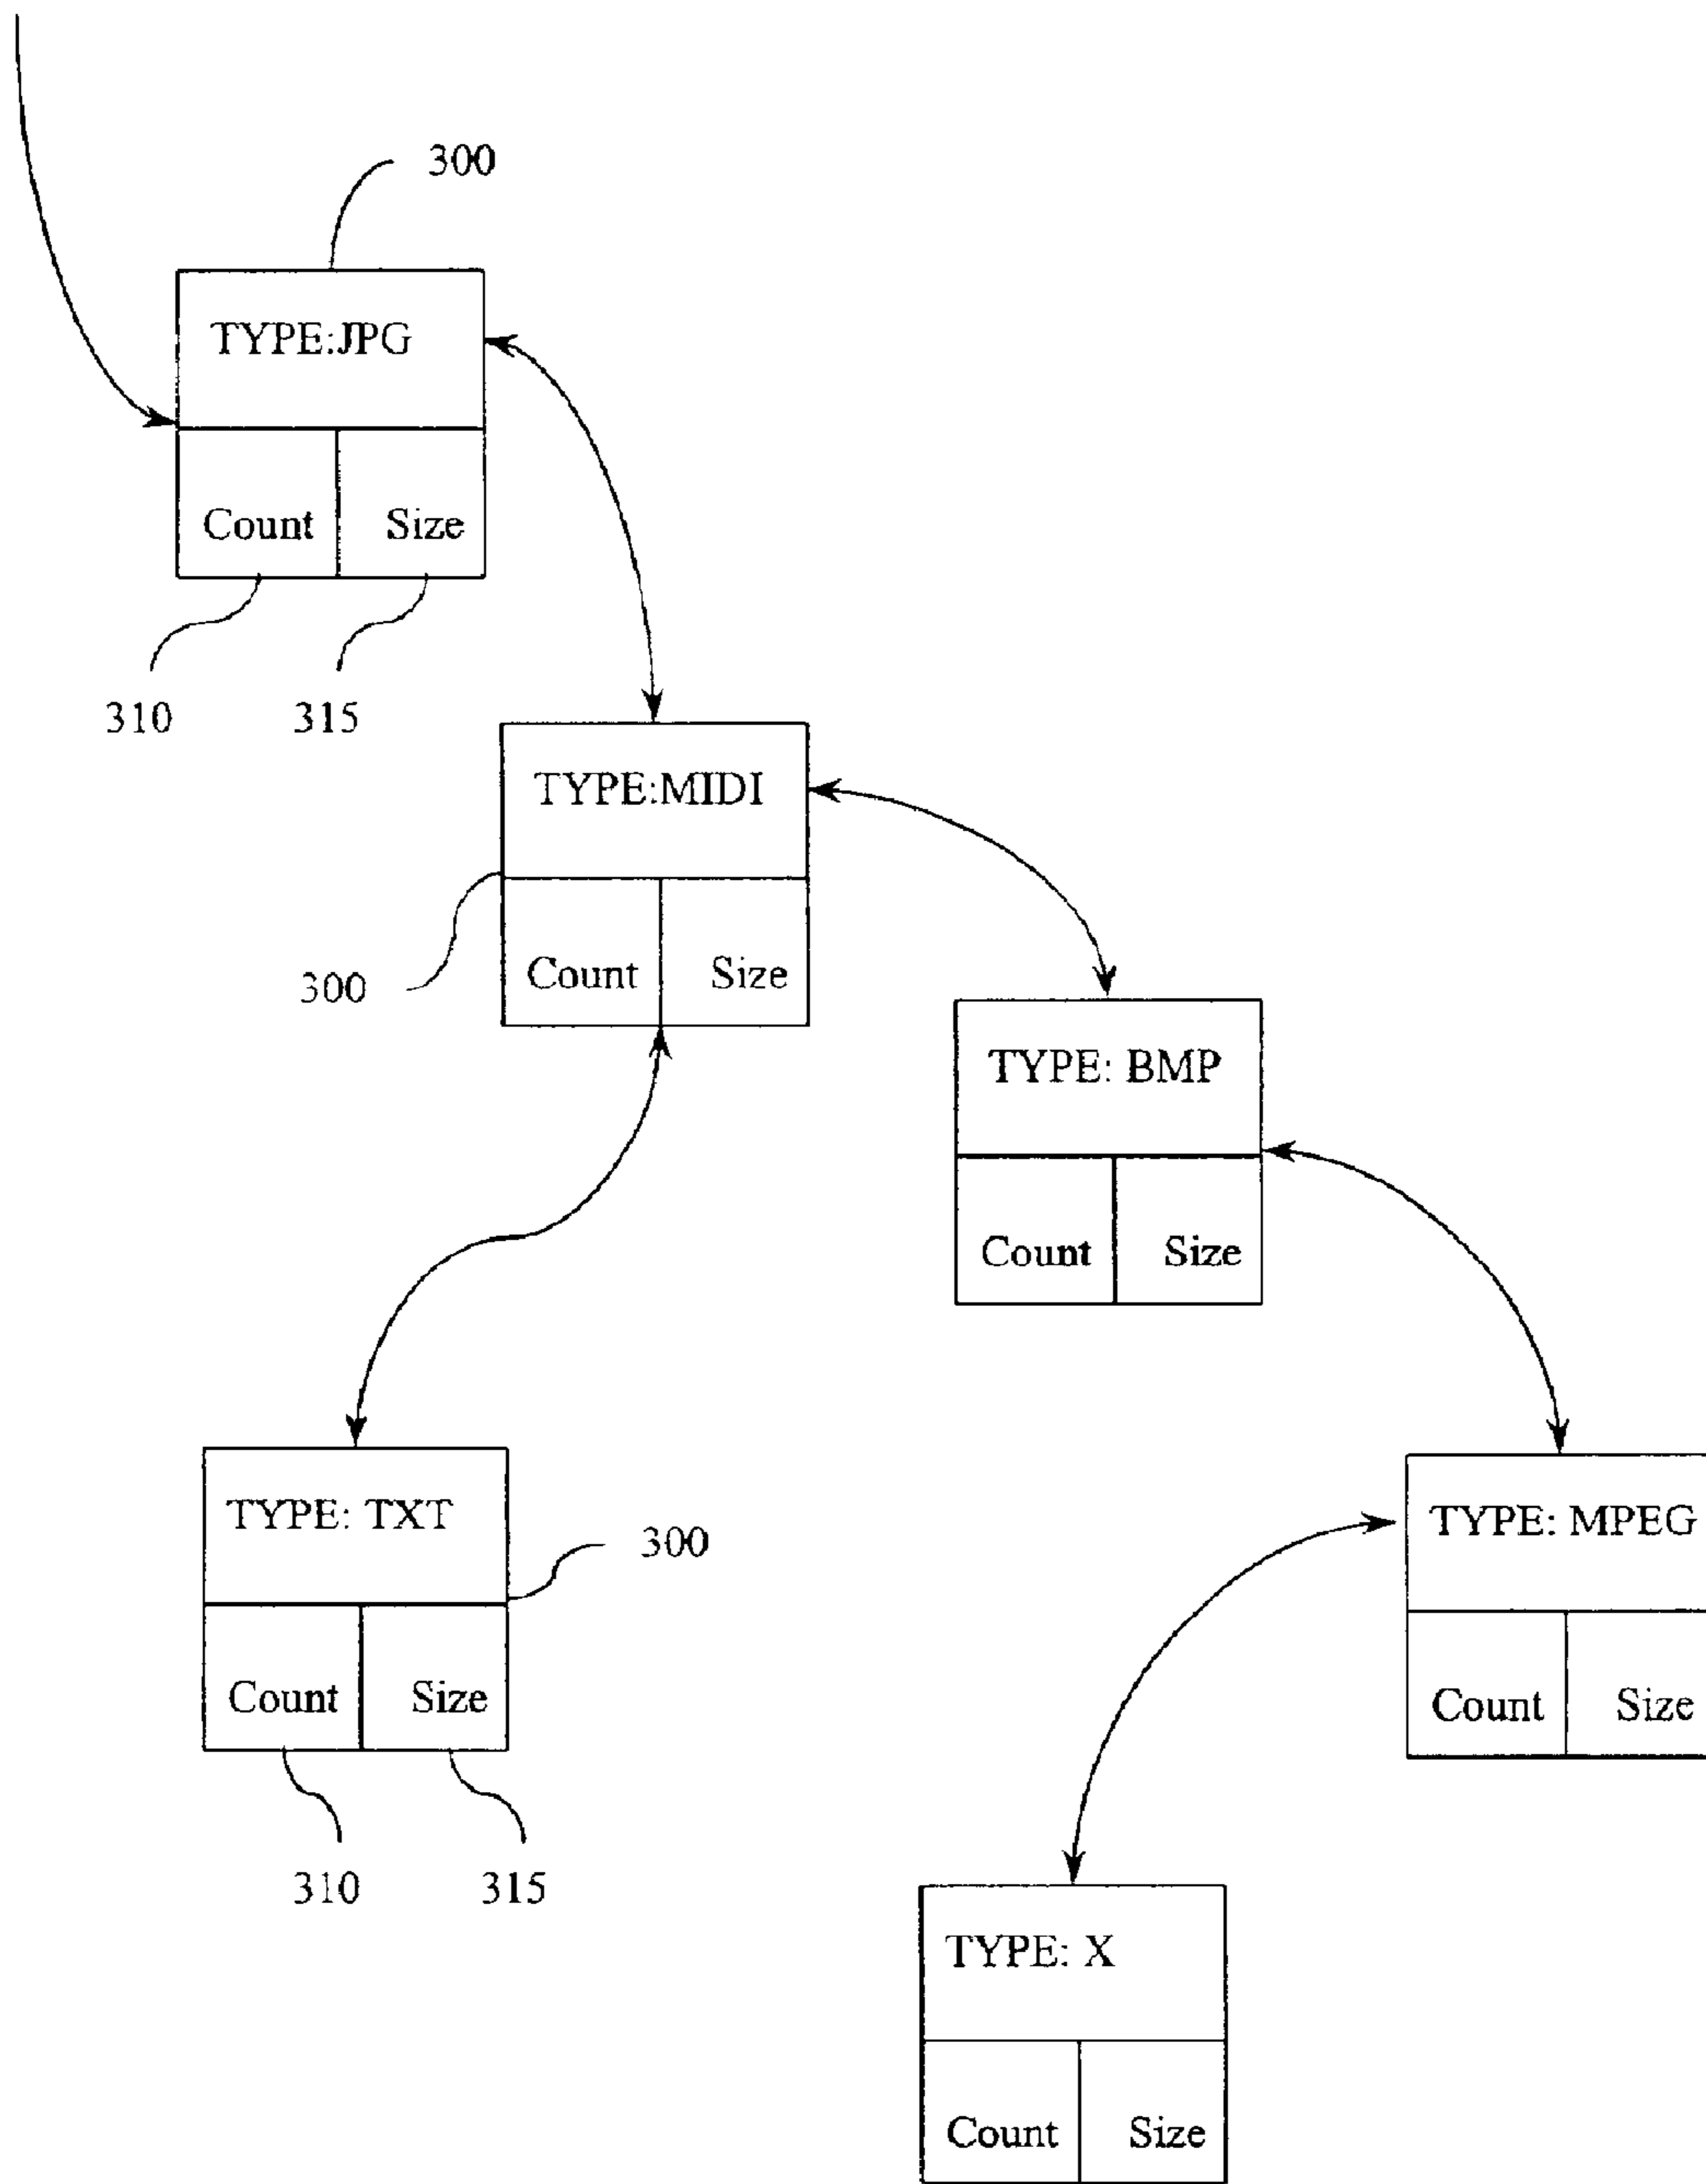 300
TYPE:JPG
Count Size
310 315
TYPE:MIDI
300
Count Size
TYPE: BMP
Count Size
TYPE: TXT
300
Count Size
310 315
TYPE: MPEG
Count Size
TYPE: X
Count Size